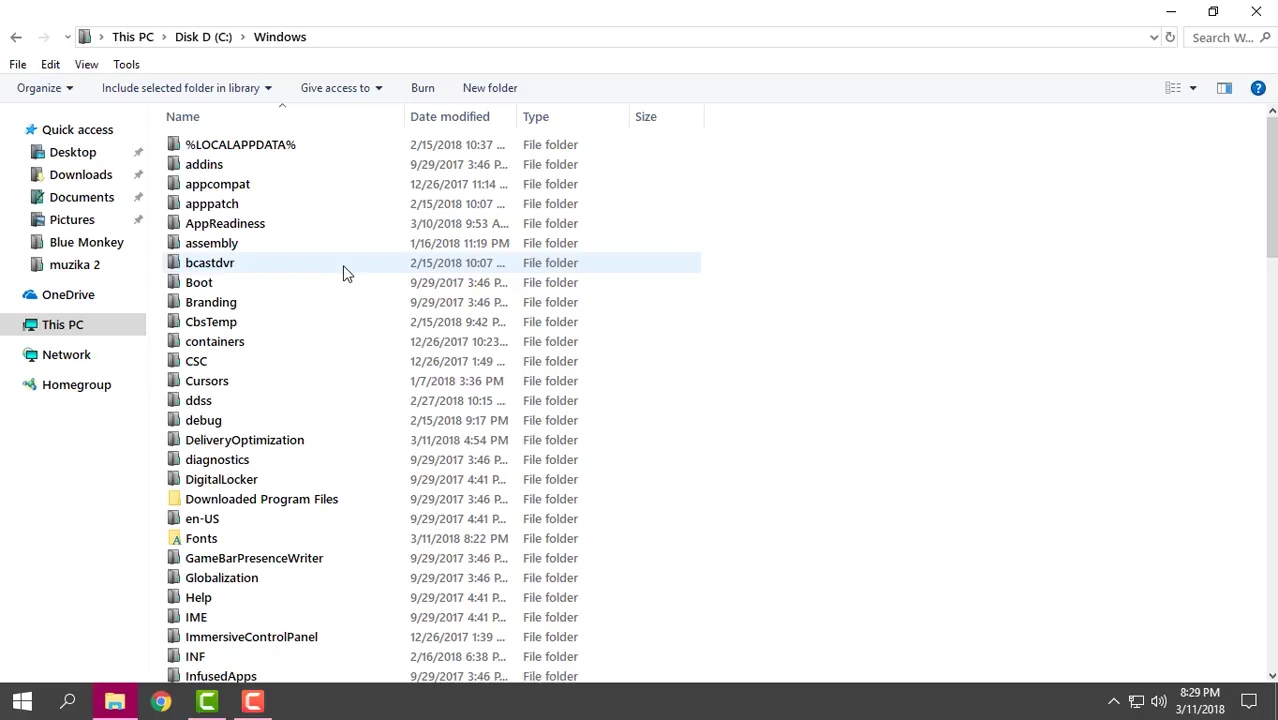 This PC > Disk D (C:) > Windows
Search W...
File Edit View Tools
Organize Include selected folder in library Give access to Burn New folder
Name Date modified Type Size
Quick access
Desktop
Downloads
Documents
Pictures
Blue Monkey
muzika 2
OneDrive
This PC
Network
Homegroup
%LOCALAPPDATA% 2/15/2018 10:37 ... File folder
addins 9/29/2017 3:46 P... File folder
appcompat 12/26/2017 11:14 ... File folder
apppatch 2/15/2018 10:07 ... File folder
AppReadiness 3/10/2018 9:53 A... File folder
assembly 1/16/2018 11:19 PM File folder
bcastdvr 2/15/2018 10:07 ... File folder
Boot 9/29/2017 3:46 P... File folder
Branding 9/29/2017 3:46 P... File folder
CbsTemp 2/15/2018 9:42 P... File folder
containers 12/26/2017 10:23... File folder
CSC 12/26/2017 1:49 ... File folder
Cursors 1/7/2018 3:36 PM File folder
ddss 2/27/2018 10:15 ... File folder
debug 2/15/2018 9:17 PM File folder
DeliveryOptimization 3/11/2018 4:54 PM File folder
diagnostics 9/29/2017 3:46 P... File folder
DigitalLocker 9/29/2017 4:41 P... File folder
Downloaded Program Files 9/29/2017 3:46 P... File folder
en-US 9/29/2017 4:41 P... File folder
Fonts 3/11/2018 8:22 PM File folder
GameBarPresenceWriter 9/29/2017 3:46 P... File folder
Globalization 9/29/2017 3:46 P... File folder
Help 9/29/2017 4:41 P... File folder
IME 9/29/2017 4:41 P... File folder
ImmersiveControlPanel 12/26/2017 1:39 ... File folder
INF 2/16/2018 6:38 P... File folder
InfusedApps 9/29/2017 3:46 P... File folder
8:29 PM
3/11/2018